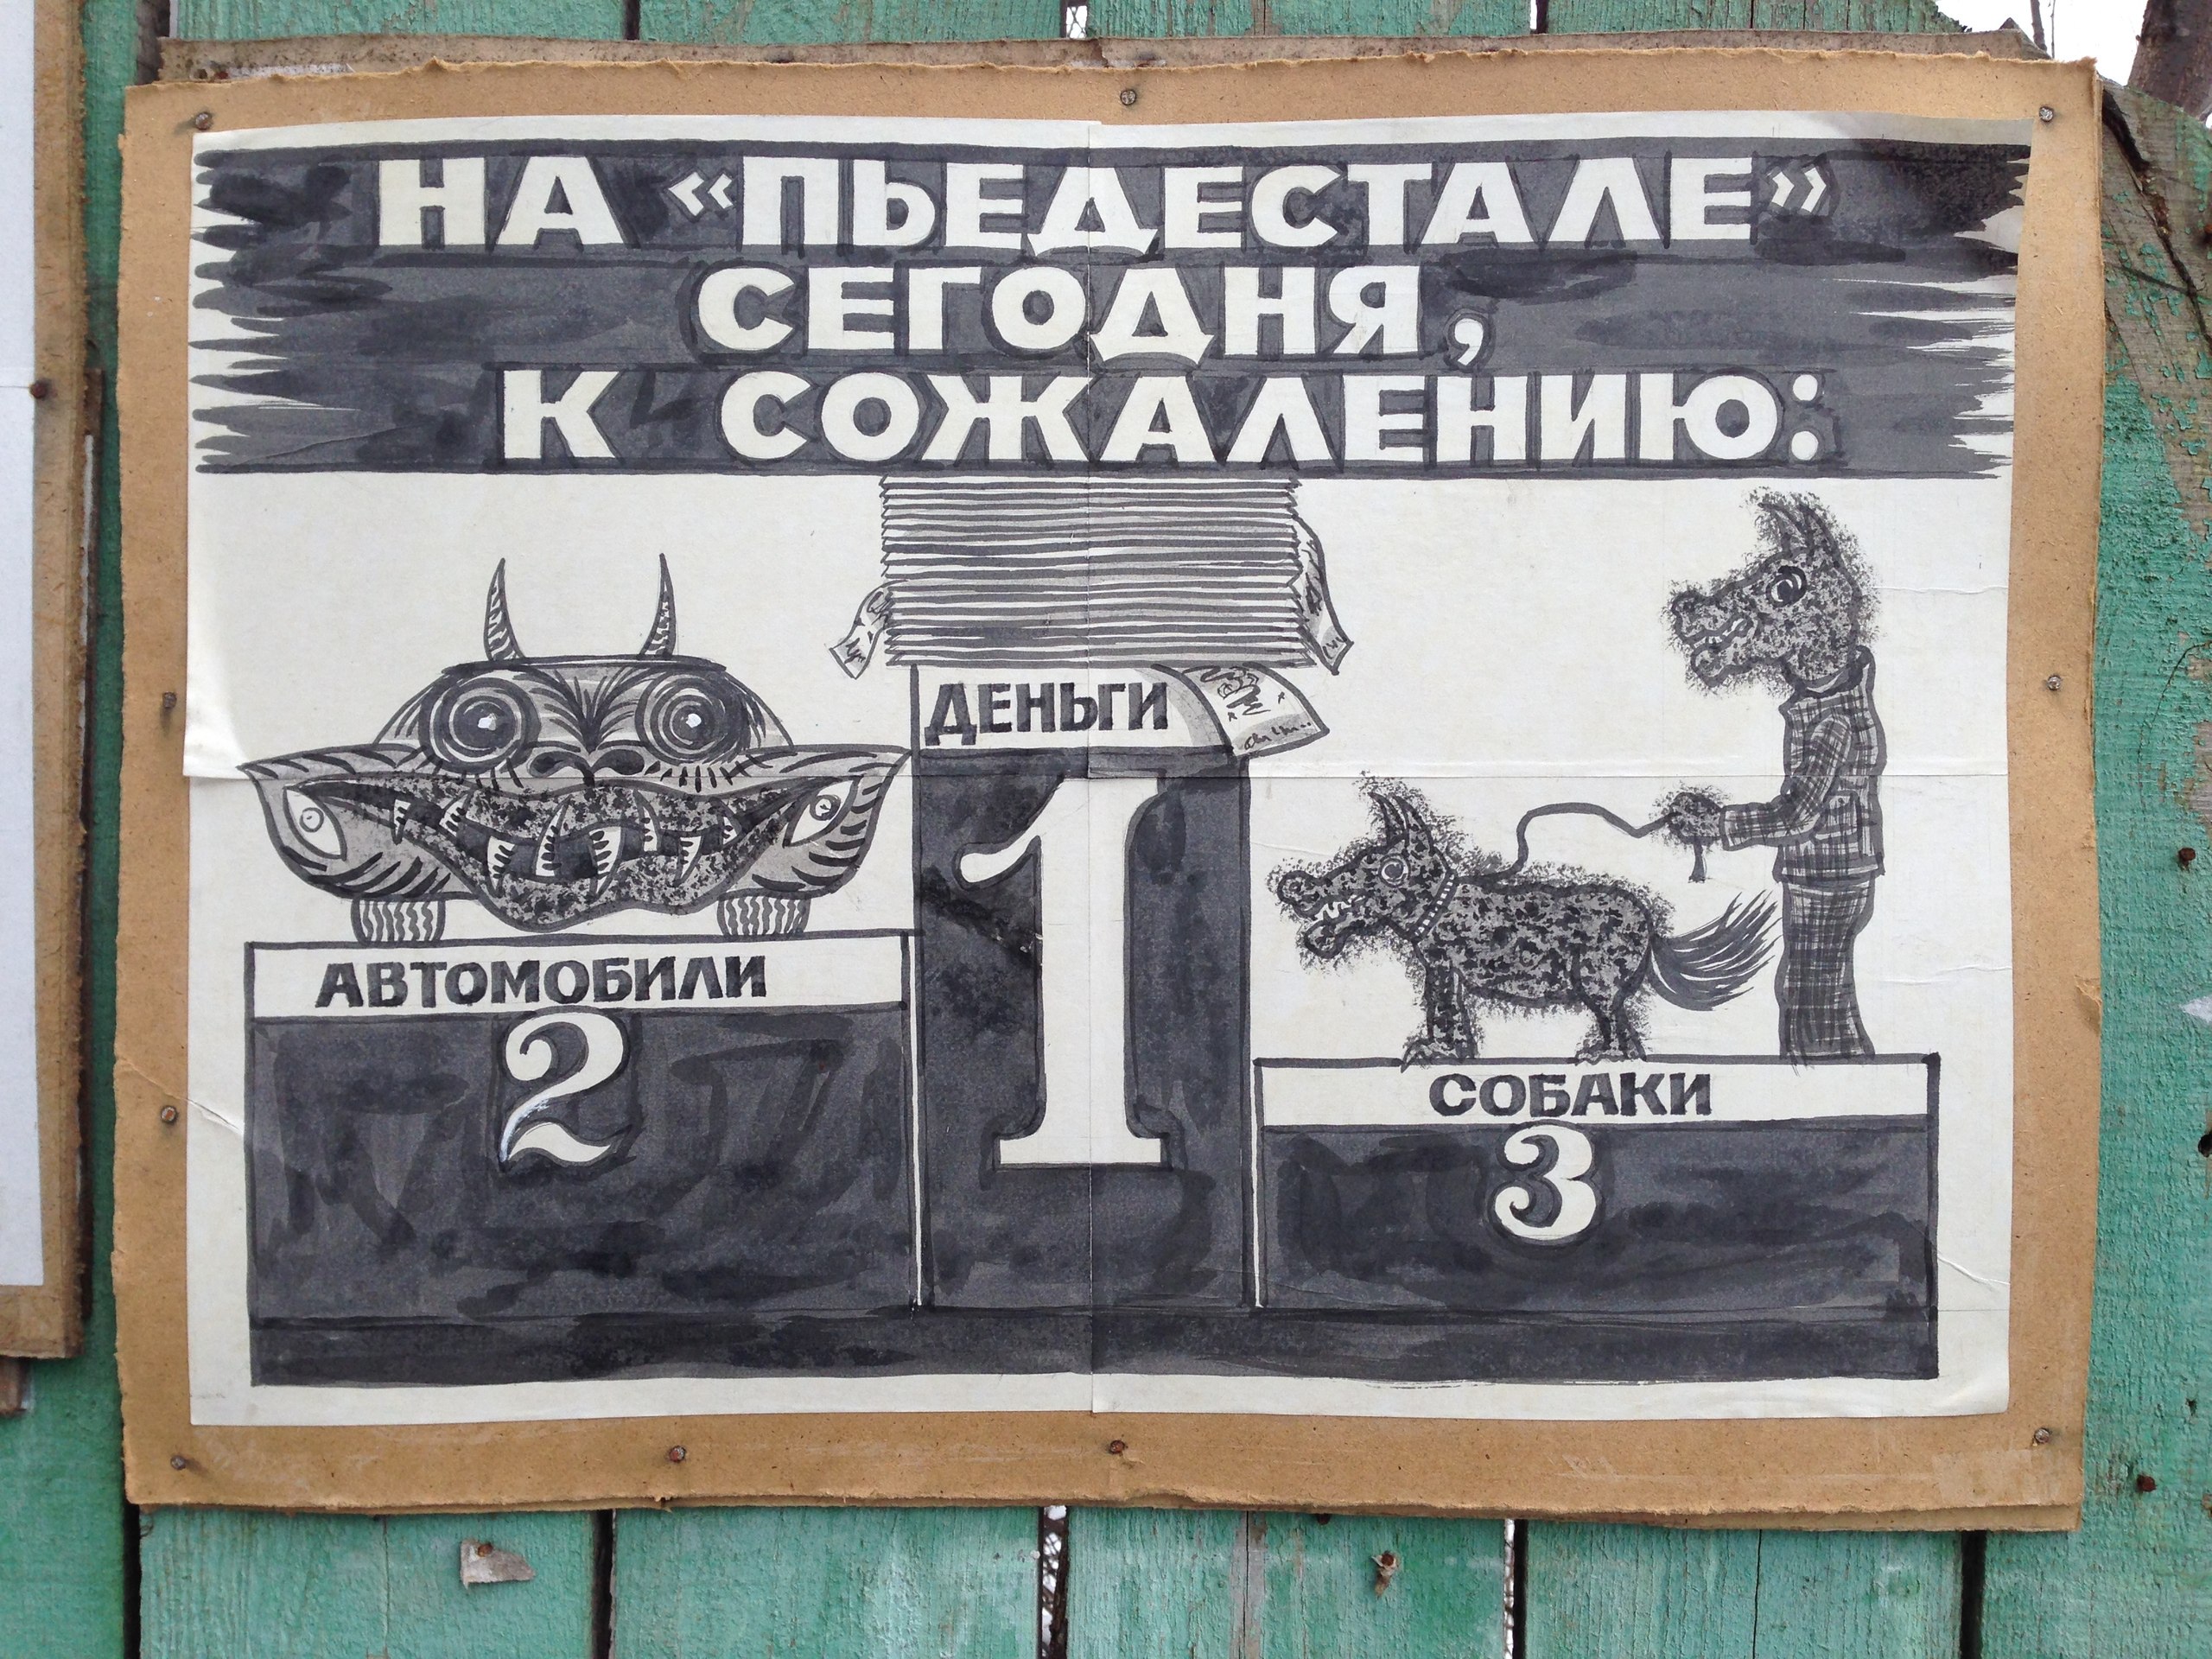 НА «ПЬЕДЕСТАЛЕ»
СЕГОДНЯ,
К СОЖАЛЕНИЮ:
ДЕНЬГИ
1
АВТОМОБИЛИ
2
СОБАКИ
3